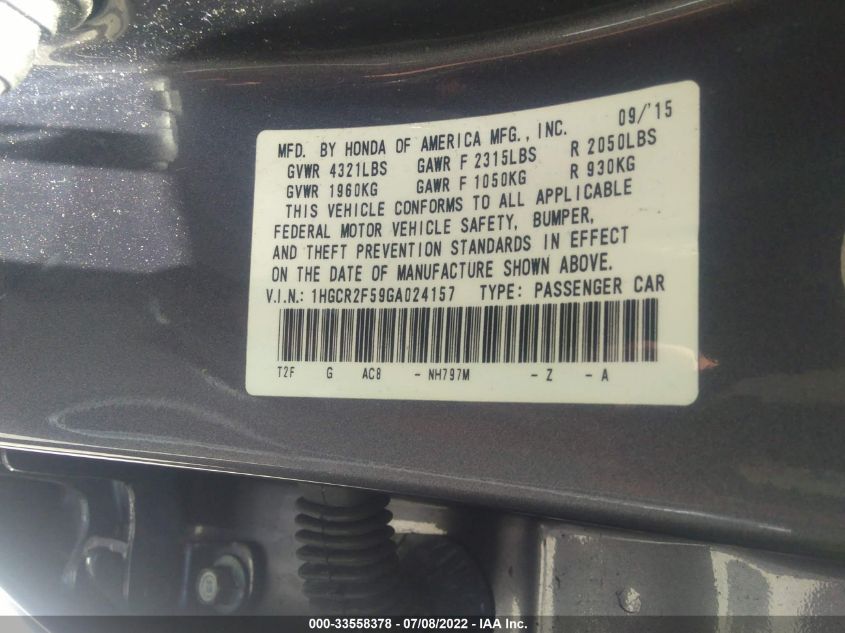 MFD. BY HONDA OF AMERICA MFG., INC. 09/'15
GVWR 4321LBS GAWR F 2315LBS R 2050LBS
GVWR 1960KG GAWR F 1050KG R 930KG
THIS VEHICLE CONFORMS TO ALL APPLICABLE
FEDERAL MOTOR VEHICLE SAFETY, BUMPER,
AND THEFT PREVENTION STANDARDS IN EFFECT
ON THE DATE OF MANUFACTURE SHOWN ABOVE.
V.I.N.: 1HGCR2F59GA024157 TYPE: PASSENGER CAR
T2F G AC8 - NH797M - Z - A
000-33558378 - 07/08/2022 - IAA Inc.